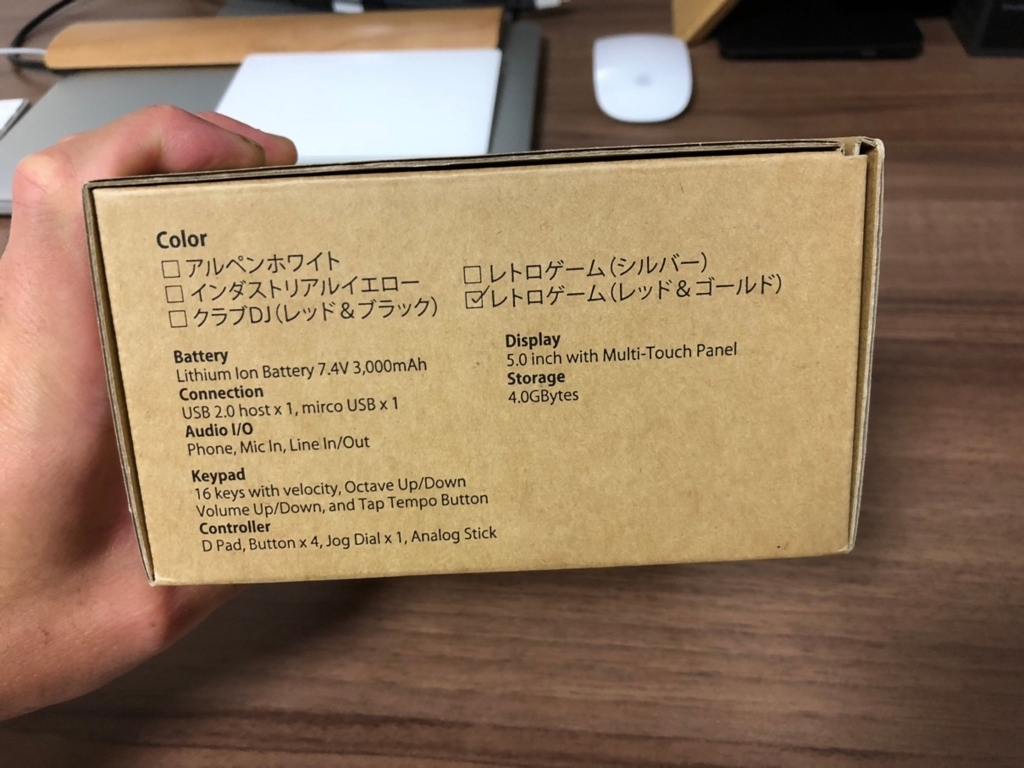 Color
□ アルペンホワイト
□ インダストリアルイエロー
□ クラブDJ（レッド＆ブラック）
□ レトロゲーム（シルバー）
☑ レトロゲーム（レッド＆ゴールド）
Battery
Lithium Ion Battery 7.4V 3,000mAh
Connection
USB 2.0 host x 1, mirco USB x 1
Audio I/O
Phone, Mic In, Line In/Out
Keypad
16 keys with velocity, Octave Up/Down
Volume Up/Down, and Tap Tempo Button
Controller
D Pad, Button x 4, Jog Dial x 1, Analog Stick
Display
5.0 inch with Multi-Touch Panel
Storage
4.0GBytes